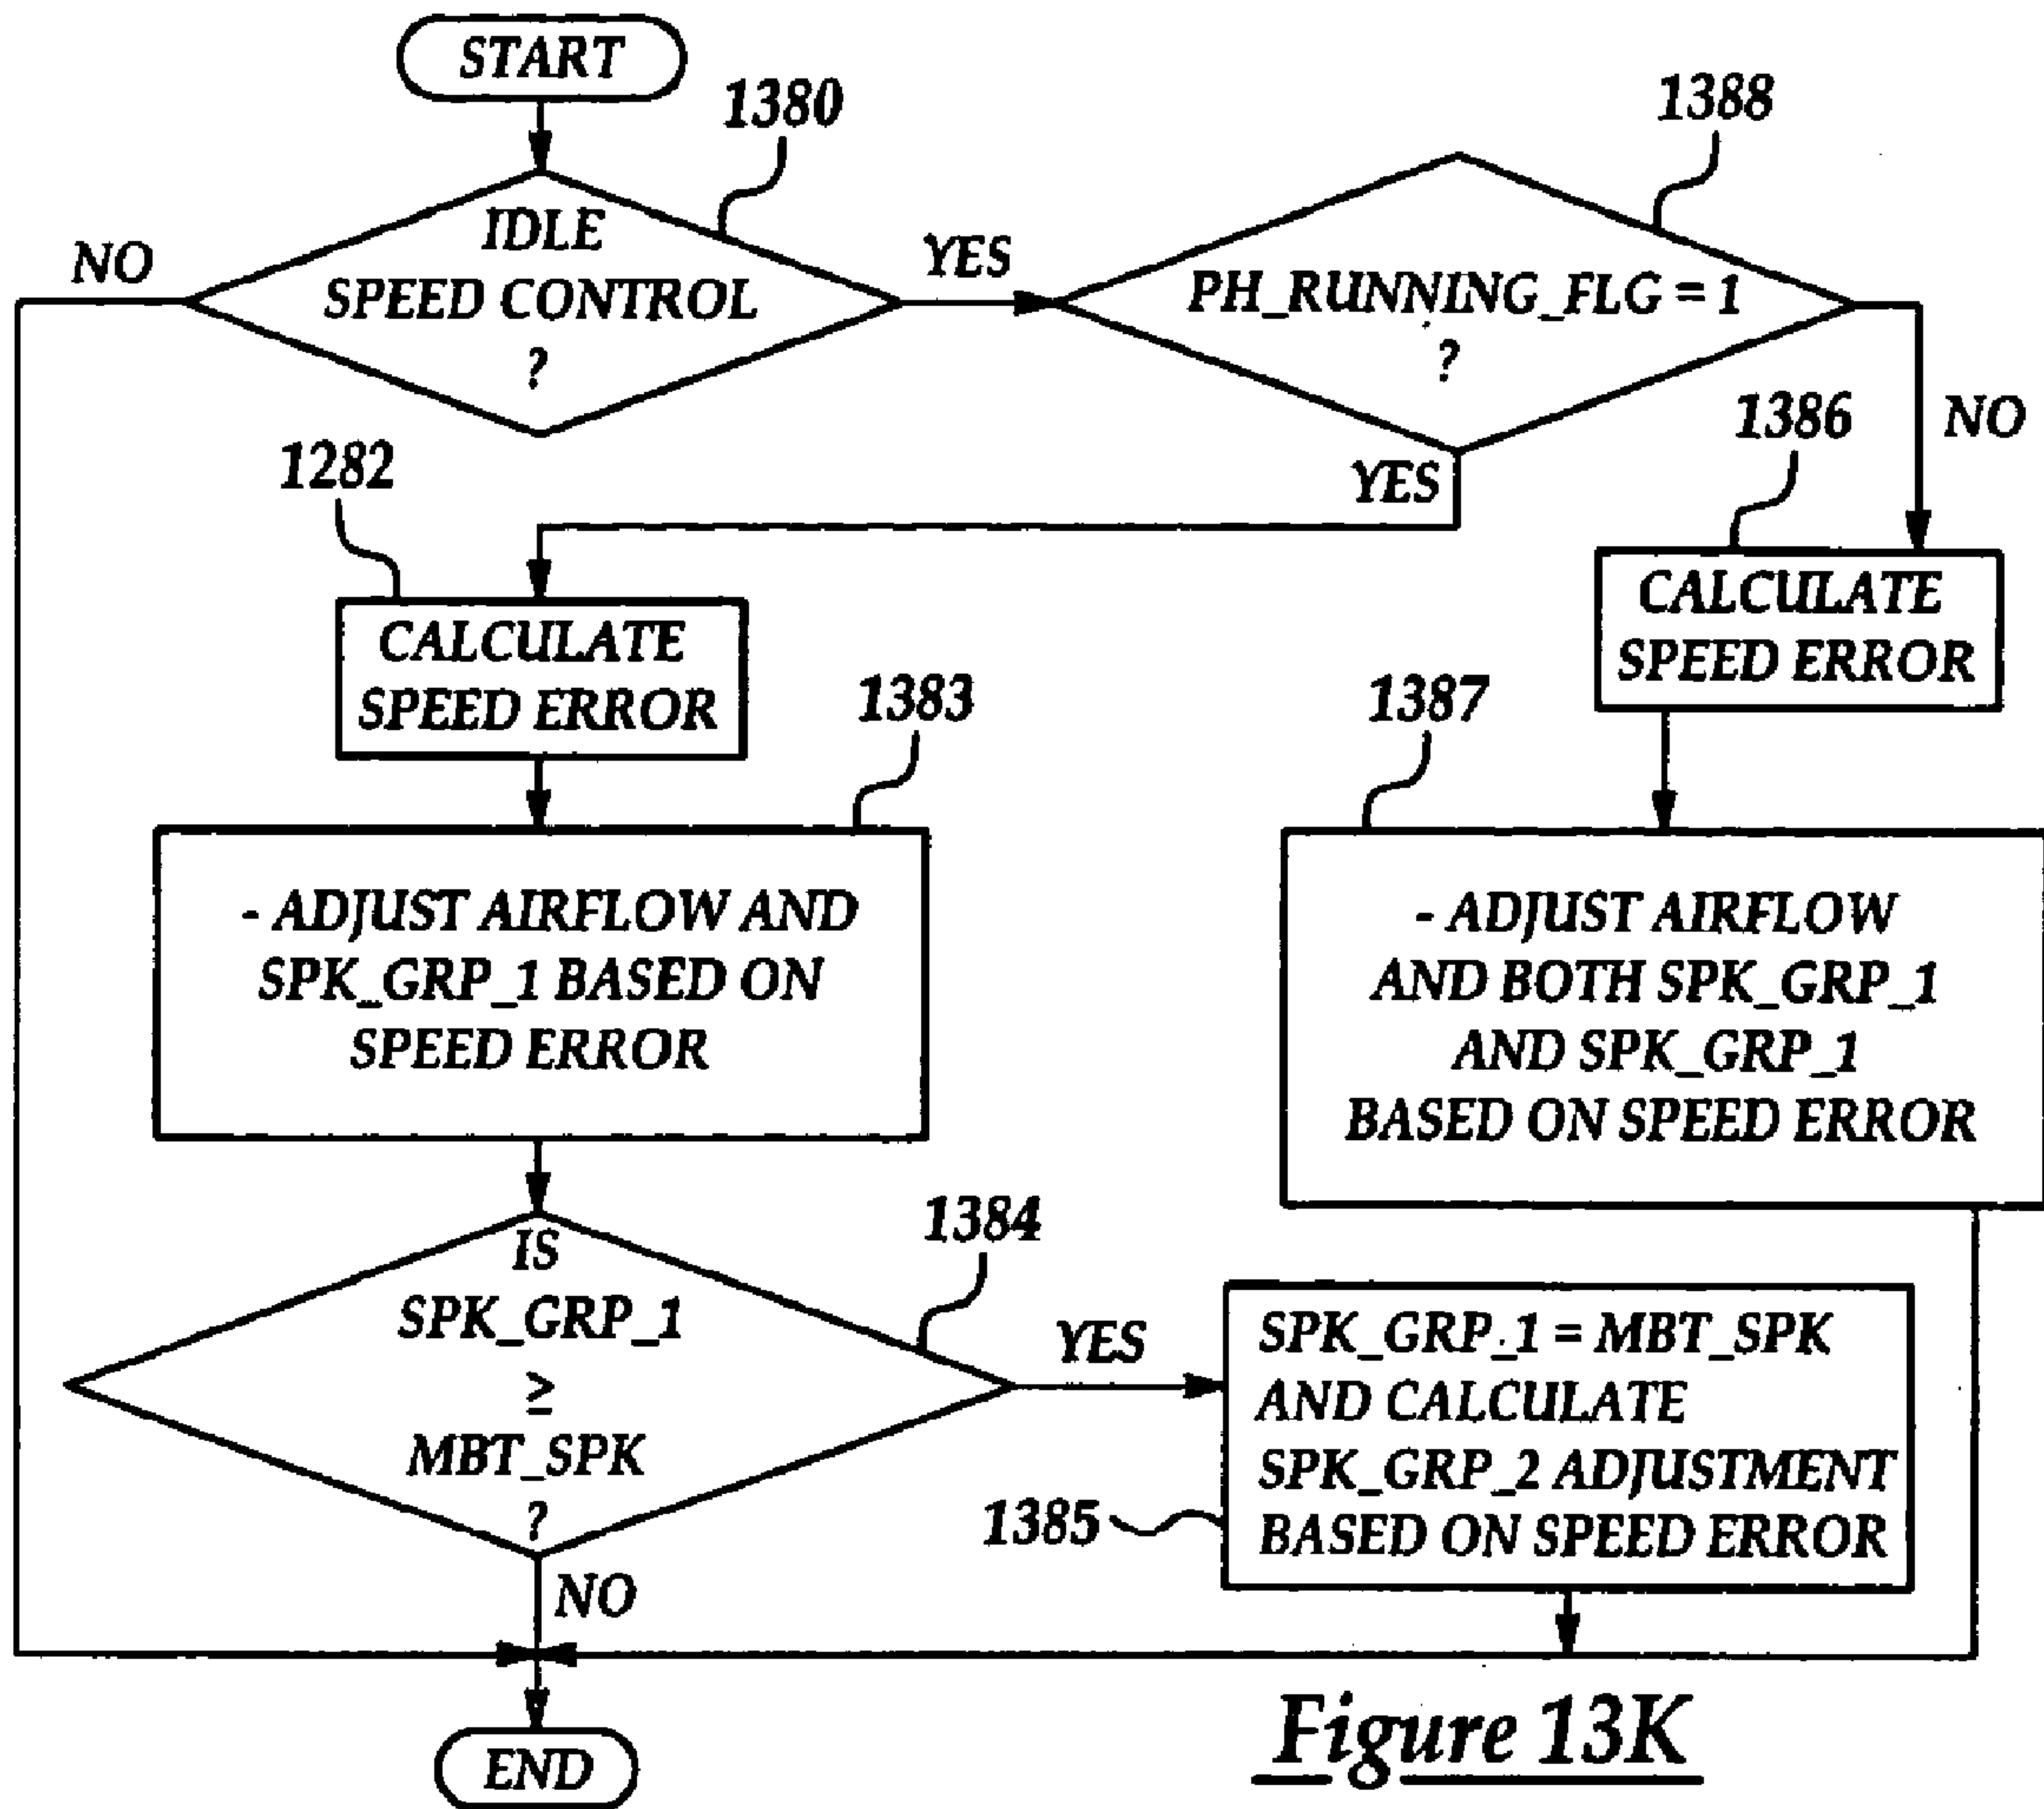 START
1380
IDLE
SPEED CONTROL
?
NO
YES
1388
PH_RUNNING_FLG = 1
?
YES
NO
1282
CALCULATE
SPEED ERROR
1386
CALCULATE
SPEED ERROR
1383
- ADJUST AIRFLOW AND
SPK_GRP_1 BASED ON
SPEED ERROR
1387
- ADJUST AIRFLOW
AND BOTH SPK_GRP_1
AND SPK_GRP_1
BASED ON SPEED ERROR
1384
IS
SPK_GRP_1
≥
MBT_SPK
?
YES
NO
SPK_GRP_1 = MBT_SPK
AND CALCULATE
SPK_GRP_2 ADJUSTMENT
BASED ON SPEED ERROR
1385
END
Figure 13K